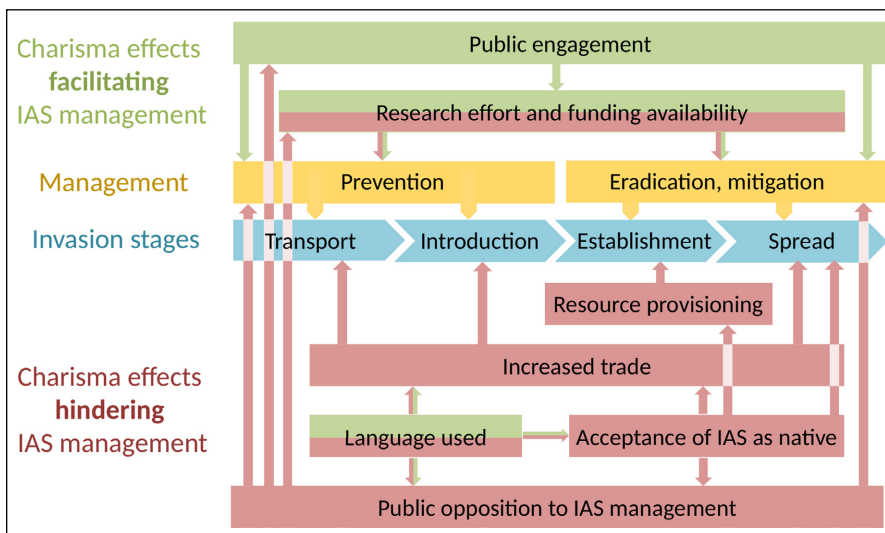 Charisma effects
facilitating
IAS management
Public engagement
Research effort and funding availability
Management
Prevention
Eradication, mitigation
Invasion stages
Transport
Introduction
Establishment
Spread
Resource provisioning
Charisma effects
hindering
IAS management
Increased trade
Language used
Acceptance of IAS as native
Public opposition to IAS management